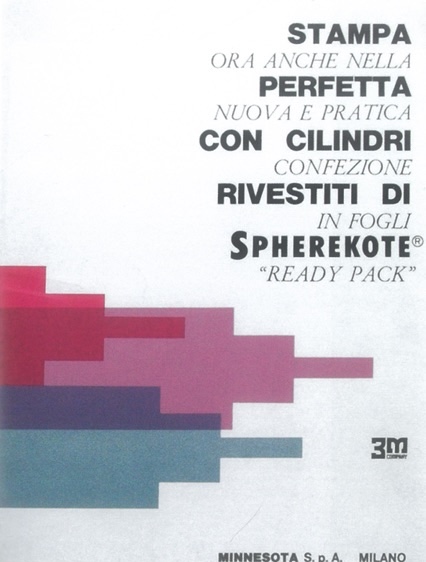 STAMPA
ORA ANCHE NELLA
PERFETTA
NUOVA E PRATICA
CON CILINDRI
CONFEZIONE
RIVESTITI DI
IN FOGLI
SPHEREKOTE®
“READY PACK”
3M
COMPANY
MINNESOTA S.p.A. MILANO